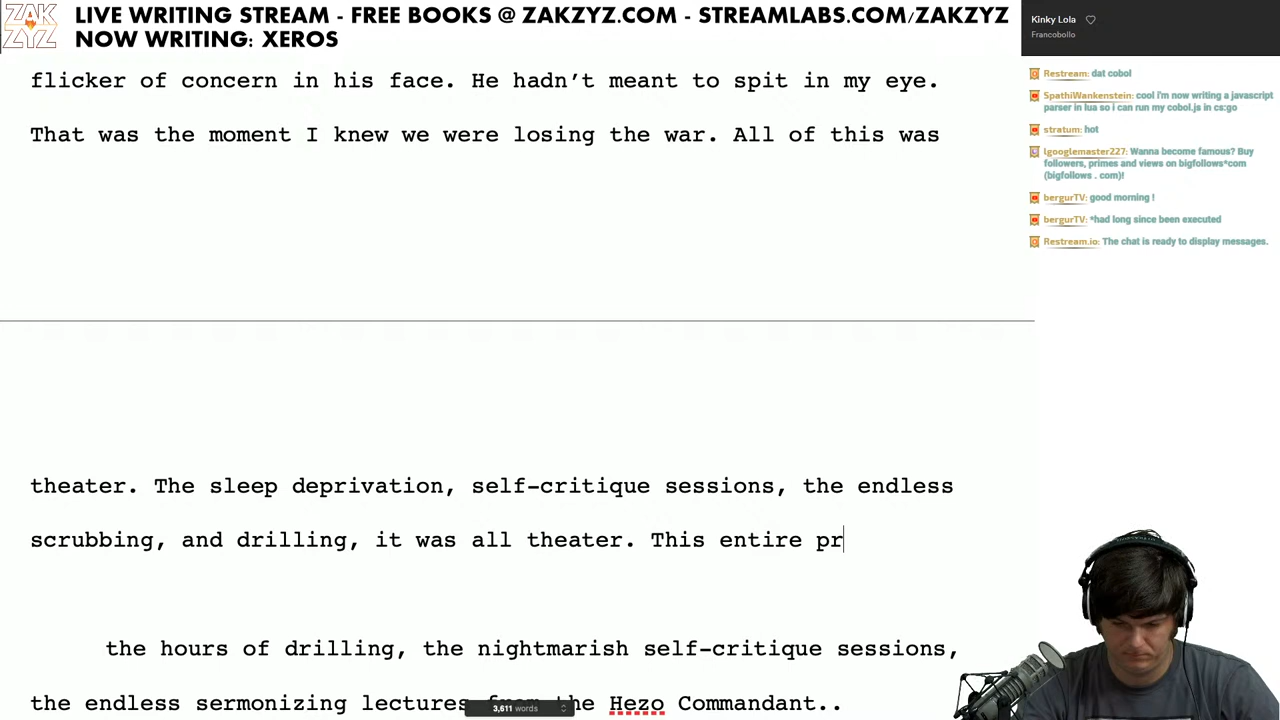 ZAK
ZYZ
LIVE WRITING STREAM - FREE BOOKS @ ZAKZYZ.COM - STREAMLABS.COM/ZAKZYZ
NOW WRITING: XEROS
flicker of concern in his face. He hadn't meant to spit in my eye.
That was the moment I knew we were losing the war. All of this was
theater. The sleep deprivation, self-critique sessions, the endless
scrubbing, and drilling, it was all theater. This entire pr
the hours of drilling, the nightmarish self-critique sessions,
the endless sermonizing lectures from the Hezo Commandant..
3,611 words
Kinky Lola
Francobollo
Restream: dat cobol
SpathiWankenstein: cool i'm now writing a javascript
parser in lua so i can run my cobol.js in cs:go
stratum: hot
lgooglemaster227: Wanna become famous? Buy
followers, primes and views on bigfollows*com
(bigfollows . com)!
bergurTV: good morning !
bergurTV: *had long since been executed
Restream.io: The chat is ready to display messages.